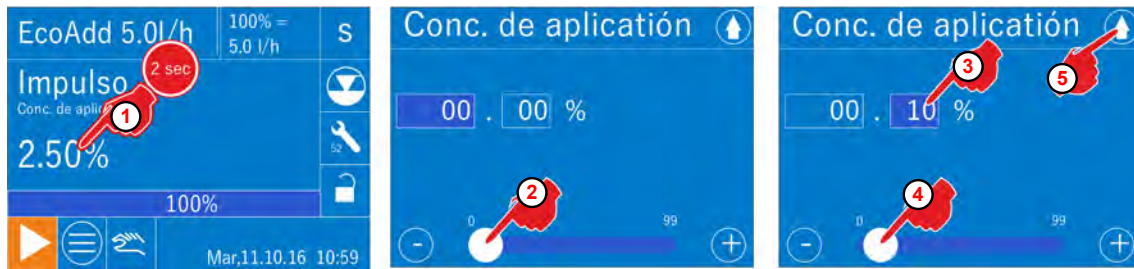 EcoAdd 5.0l/h
100% =
5.0 l/h
S
2 sec
Impulso
Conc. de apli
1
2.50%
52
100%
Mar,11.10.16 10:59
Conc. de aplicatión
00 . 00 %
2
0 99
- +
Conc. de aplicatión
3
5
00 . 10 %
4
0 99
- +